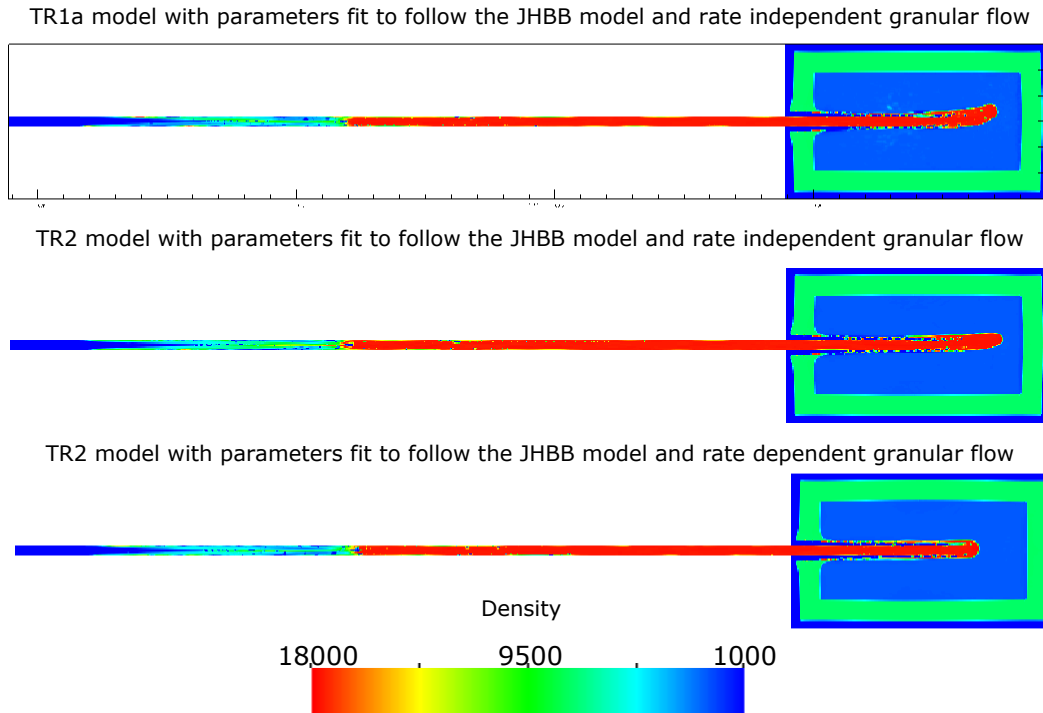 TR1a model with parameters fit to follow the JHBB model and rate independent granular flow
TR2 model with parameters fit to follow the JHBB model and rate independent granular flow
TR2 model with parameters fit to follow the JHBB model and rate dependent granular flow
Density
18000 9500 1000